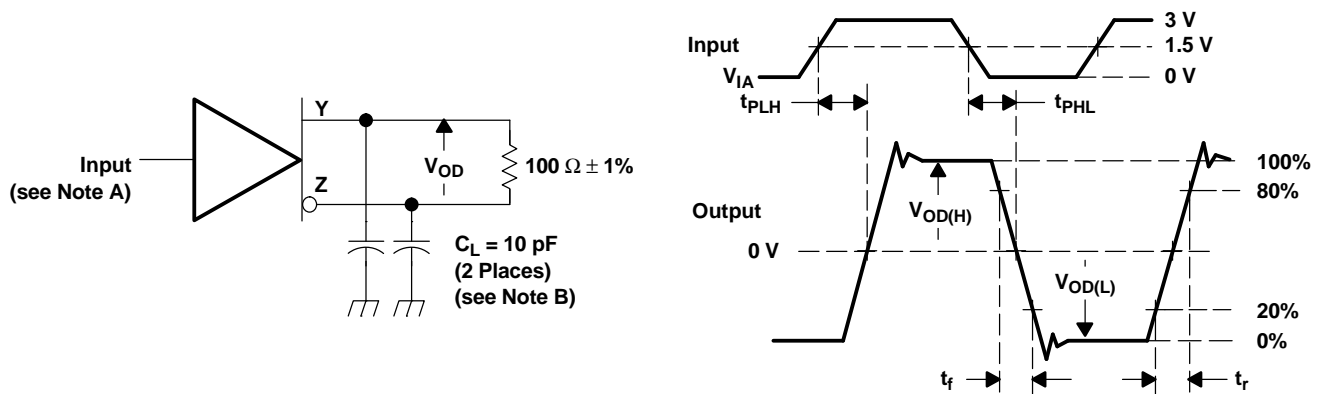 Input
(see Note A)
Y
Z
V_OD
100 Ω ± 1%
C_L = 10 pF
(2 Places)
(see Note B)
Input
V_IA
3 V
1.5 V
0 V
t_PLH
t_PHL
Output
0 V
V_OD(H)
V_OD(L)
100%
80%
20%
0%
t_f
t_r